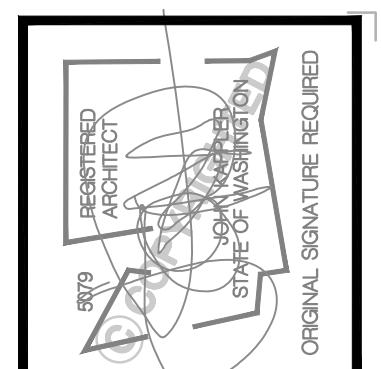 5079
REGISTERED
ARCHITECT
© COPYRIGHTED
JOHN KAPPLER
STATE OF WASHINGTON
ORIGINAL SIGNATURE REQUIRED